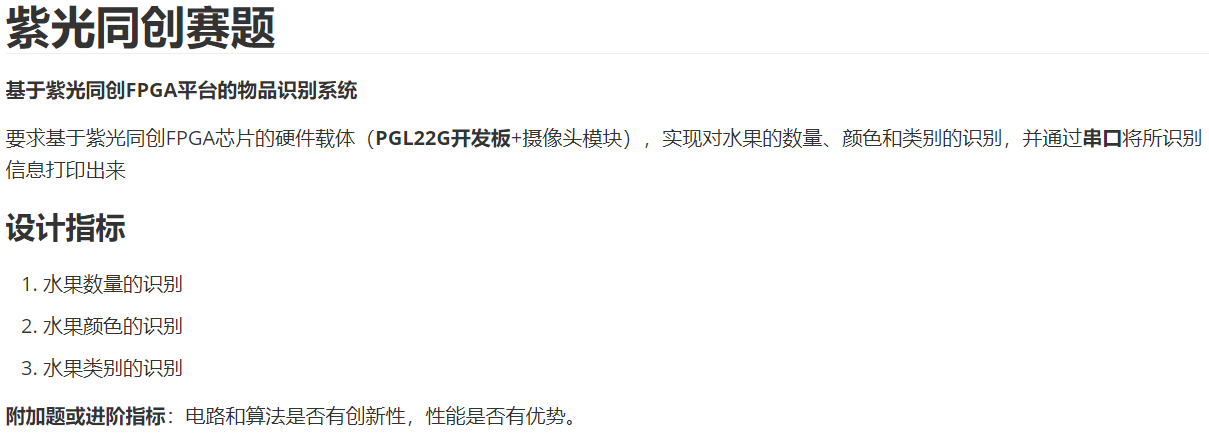 紫光同创赛题
基于紫光同创FPGA平台的物品识别系统
要求基于紫光同创FPGA芯片的硬件载体（PGL22G开发板+摄像头模块），实现对水果的数量、颜色和类别的识别，并通过串口将所识别
信息打印出来
设计指标
1. 水果数量的识别
2. 水果颜色的识别
3. 水果类别的识别
附加题或进阶指标：电路和算法是否有创新性，性能是否有优势。